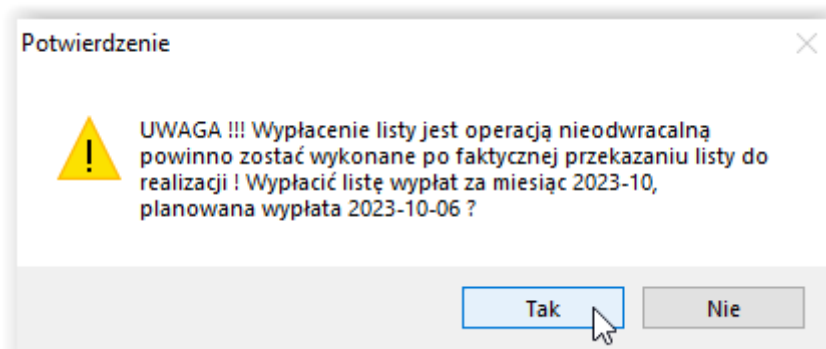 Potwierdzenie
UWAGA !!! Wypłacenie listy jest operacją nieodwracalną
powinno zostać wykonane po faktycznej przekazaniu listy do
realizacji ! Wypłacić listę wypłat za miesiąc 2023-10,
planowana wypłata 2023-10-06 ?
Tak
Nie